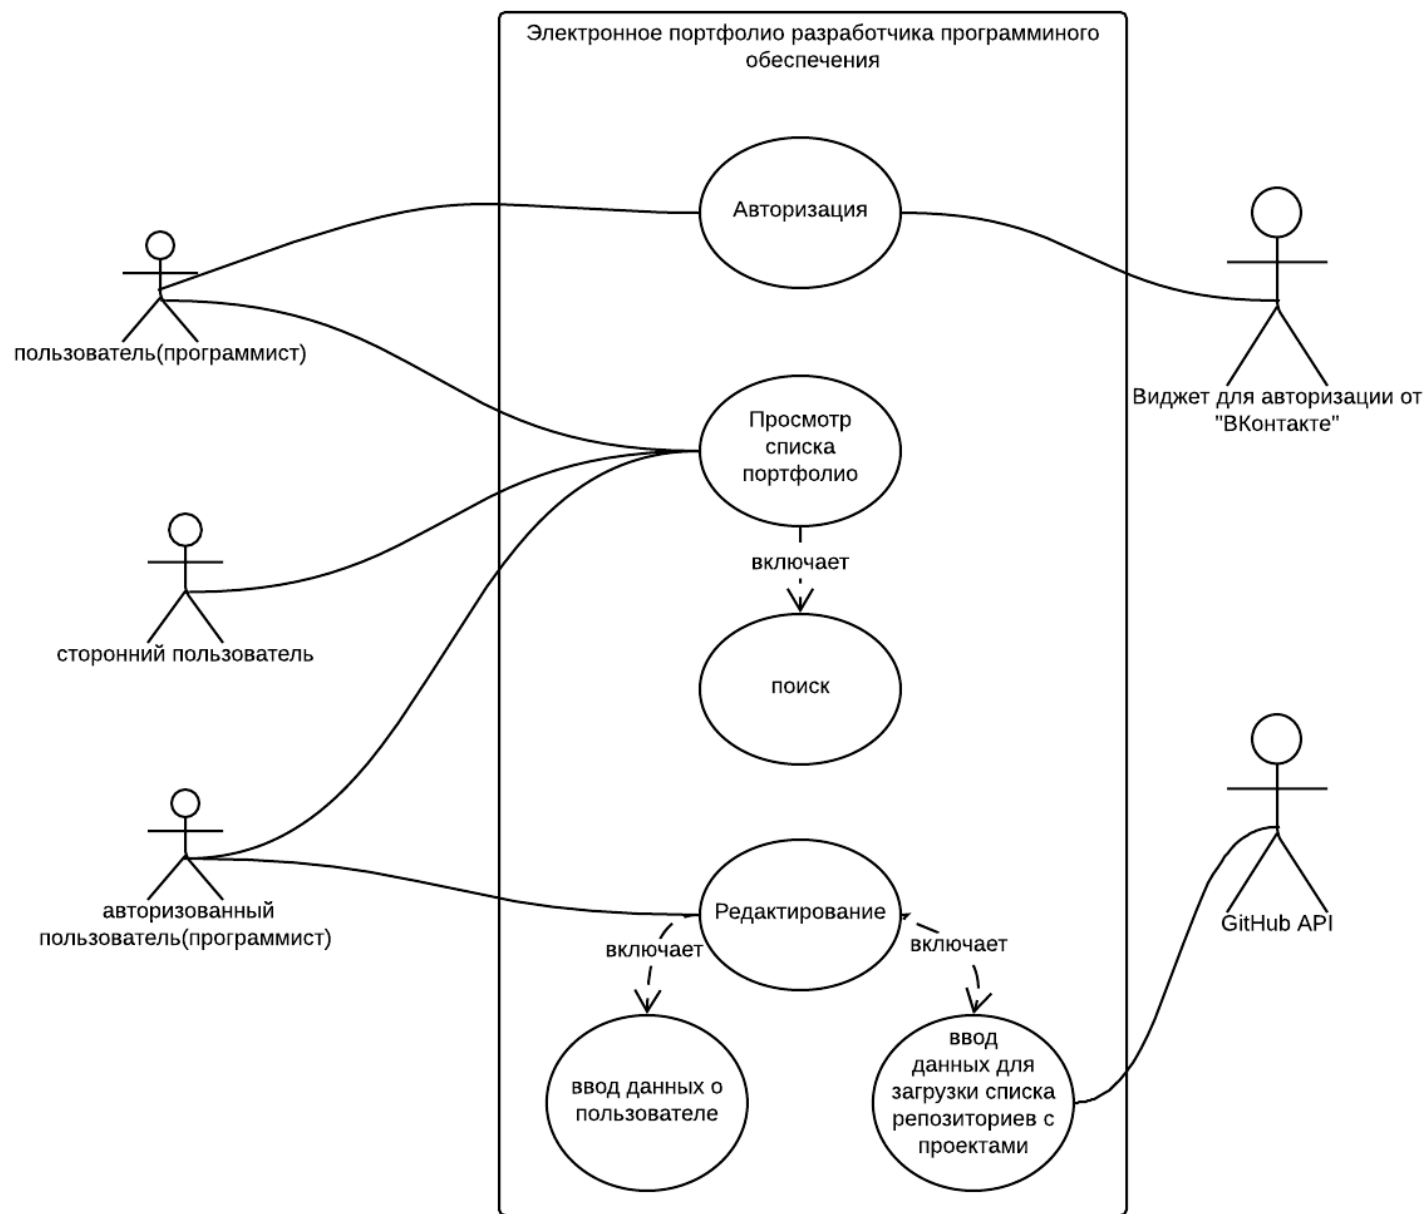 Электронное портфолио разработчика программиного
обеспечения
Авторизация
пользователь(программист)
Виджет для авторизации от
"ВКонтакте"
Просмотр
списка
портфолио
включает
сторонний пользователь
поиск
авторизованный
пользователь(программист)
Редактирование
GitHub API
включает
включает
ввод данных о
пользователе
ввод
данных для
загрузки списка
репозиториев с
проектами